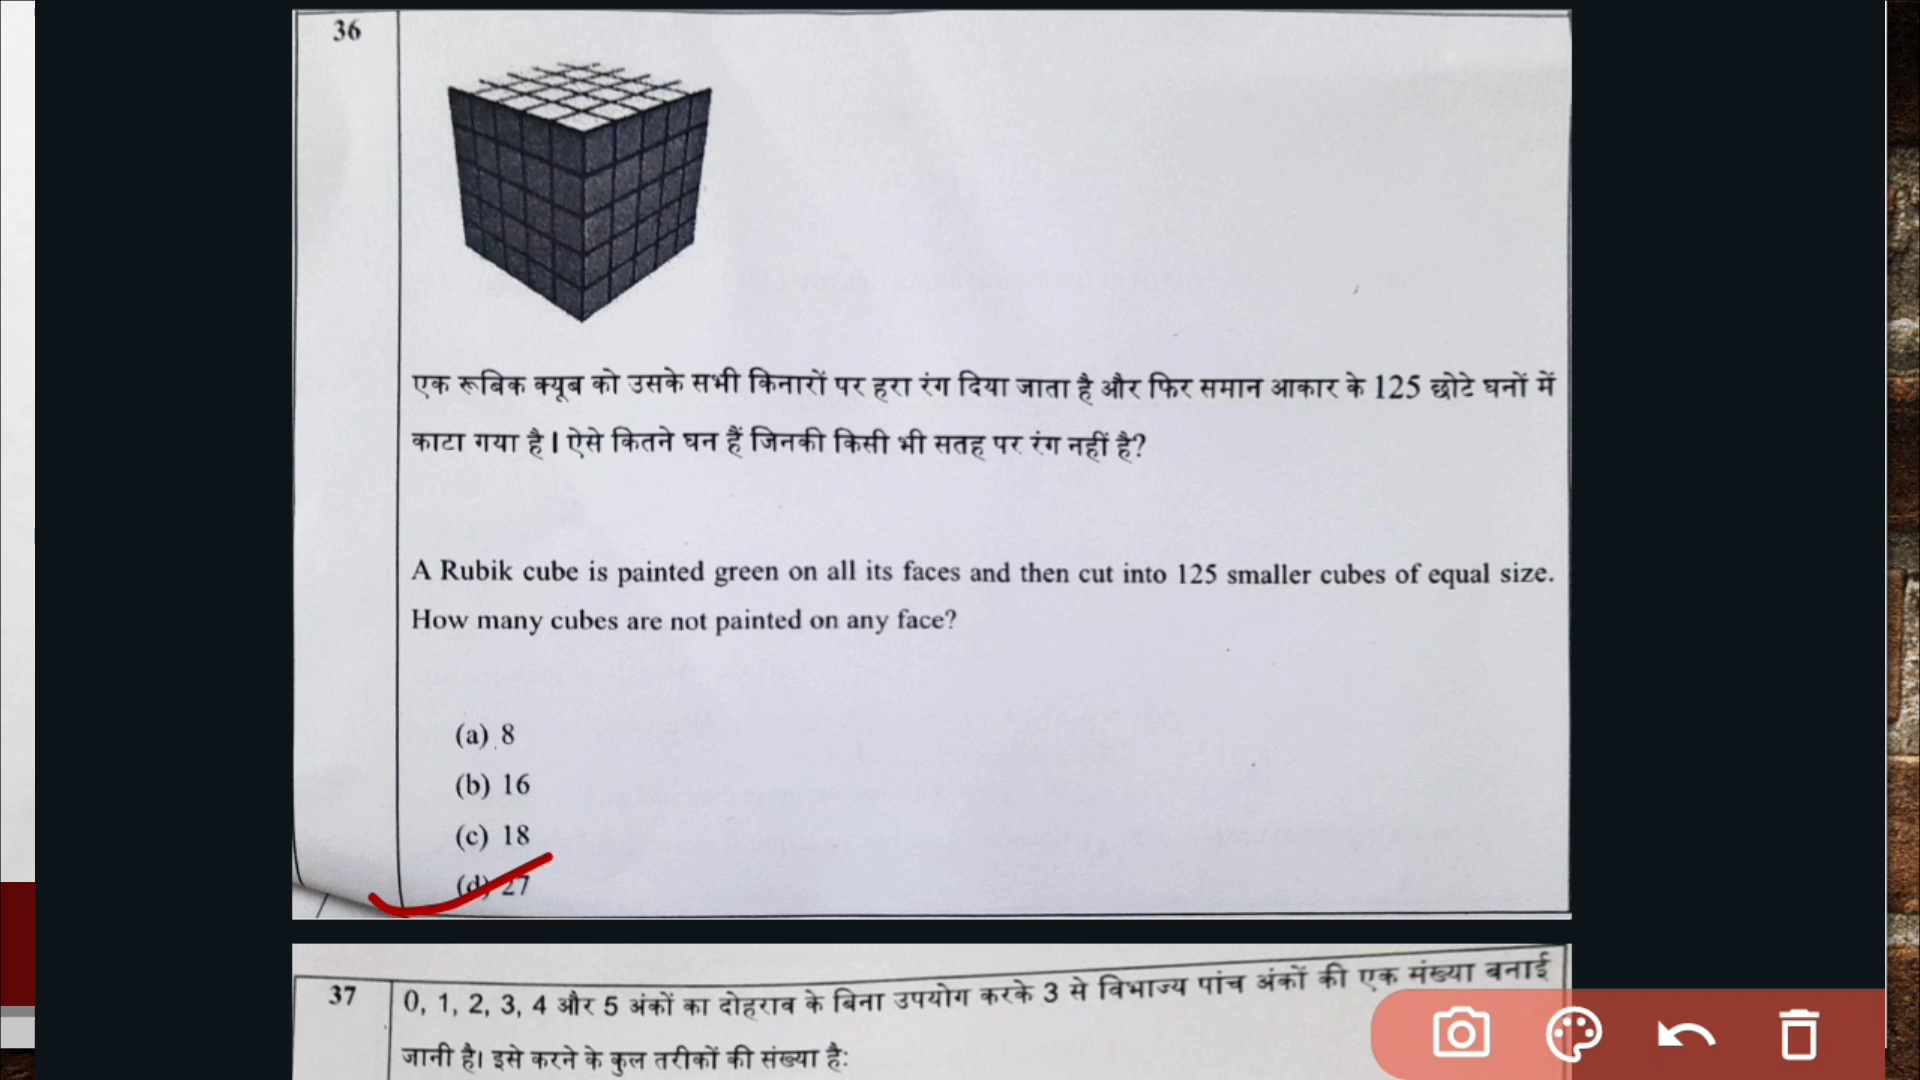 36
एक रूबिक क्यूब को उसके सभी किनारों पर हरा रंग दिया जाता है और फिर समान आकार के 125 छोटे घनों में
काटा गया है। ऐसे कितने घन हैं जिनकी किसी भी सतह पर रंग नहीं है?
A Rubik cube is painted green on all its faces and then cut into 125 smaller cubes of equal size.
How many cubes are not painted on any face?
(a) 8
(b) 16
(c) 18
(d) 27
37
0, 1, 2, 3, 4 और 5 अंकों का दोहराव के बिना उपयोग करके 3 से विभाज्य पांच अंकों की एक संख्या बनाई
जानी है। इसे करने के कुल तरीकों की संख्या है: